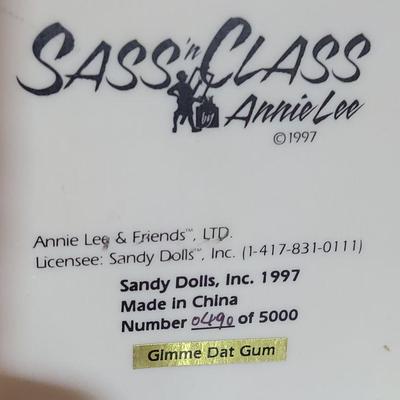 SASS 'n CLASS
by Annie Lee
©1997
Annie Lee & Friends™, LTD.
Licensee: Sandy Dolls™, Inc. (1-417-831-0111)
Sandy Dolls, Inc. 1997
Made in China
Number 0490 of 5000
Gimme Dat Gum